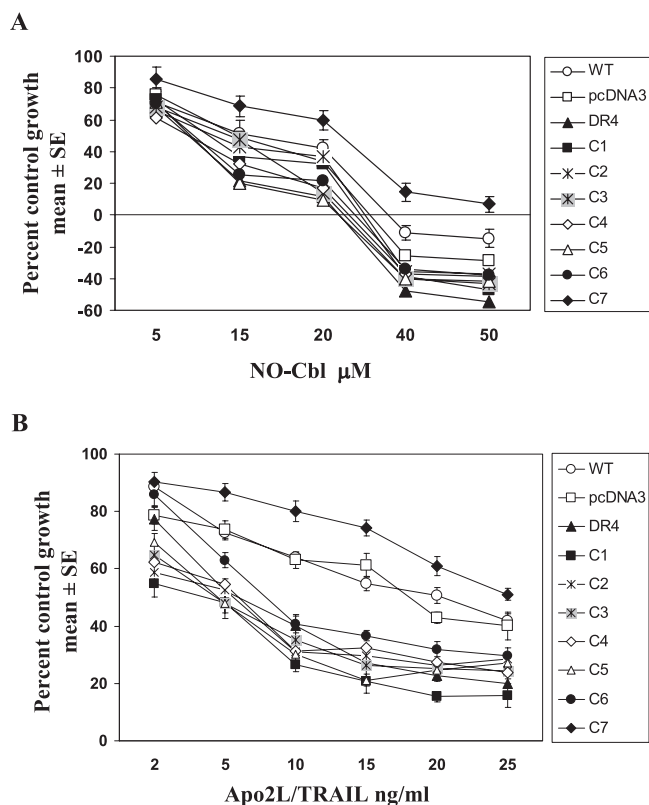 A
Percent control growth
mean ± SE
100
80
60
40
20
0
-20
-40
-60
5 15 20 40 50
NO-Cbl μM
WT
pcDNA3
DR4
C1
C2
C3
C4
C5
C6
C7
B
Percent control growth
mean ± SE
100
80
60
40
20
0
2 5 10 15 20 25
Apo2L/TRAIL ng/ml
WT
pcDNA3
DR4
C1
C2
C3
C4
C5
C6
C7